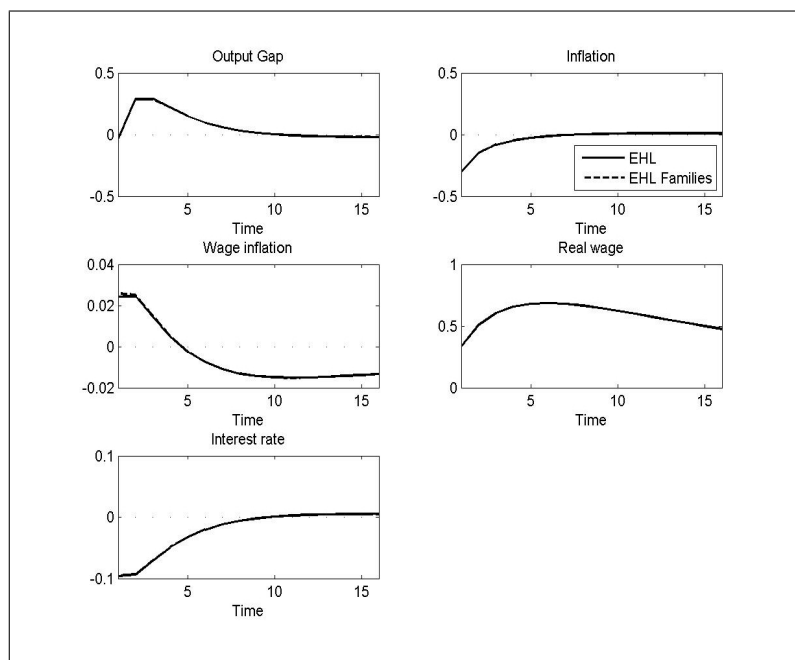 Output Gap
0.5
0
-0.5
5
10
15
Time
Inflation
0.5
0
-0.5
EHL
EHL Families
5
10
15
Time
Wage inflation
0.04
0.02
0
-0.02
5
10
15
Time
Real wage
1
0.5
0
5
10
15
Time
Interest rate
0.1
0
-0.1
5
10
15
Time